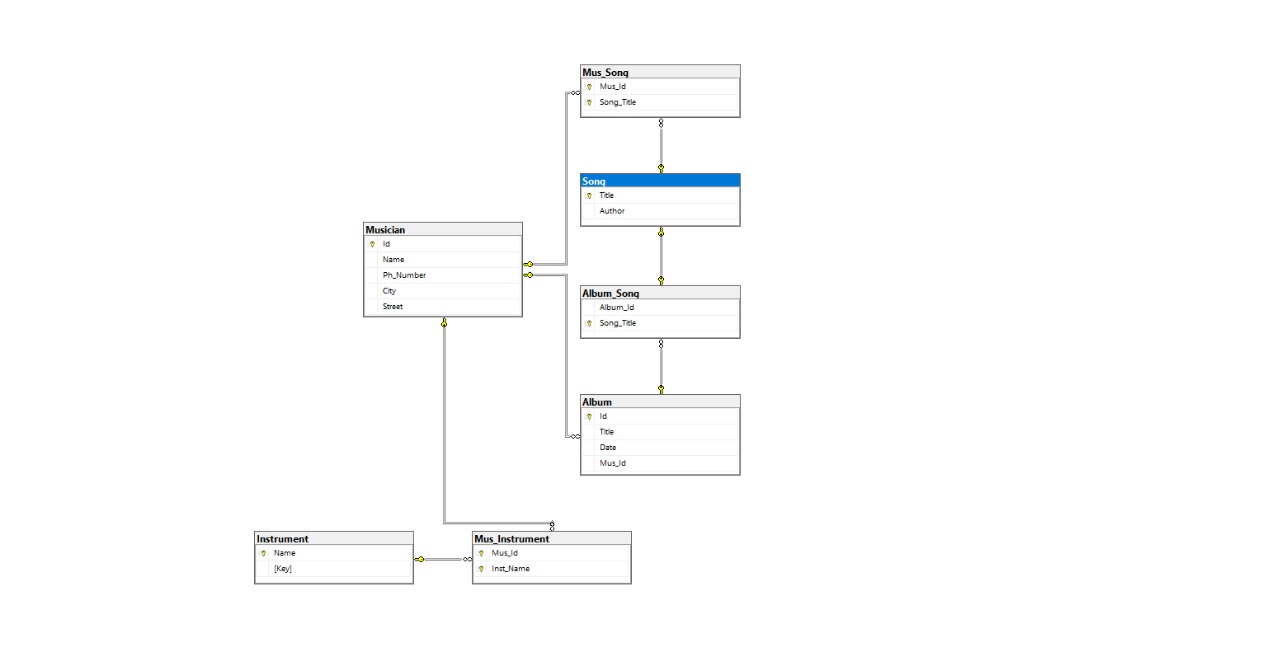 Mus_Song
Mus_Id
Song_Title
Song
Title
Author
Musician
Id
Name
Ph_Number
City
Street
Album_Song
Album_Id
Song_Title
Album
Id
Title
Date
Mus_Id
Instrument
Name
[Key]
Mus_Instrument
Mus_Id
Inst_Name